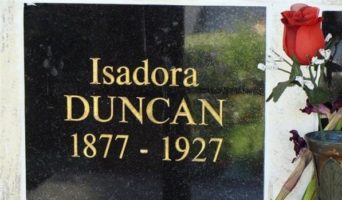 Isadora
DUNCAN
1877 - 1927